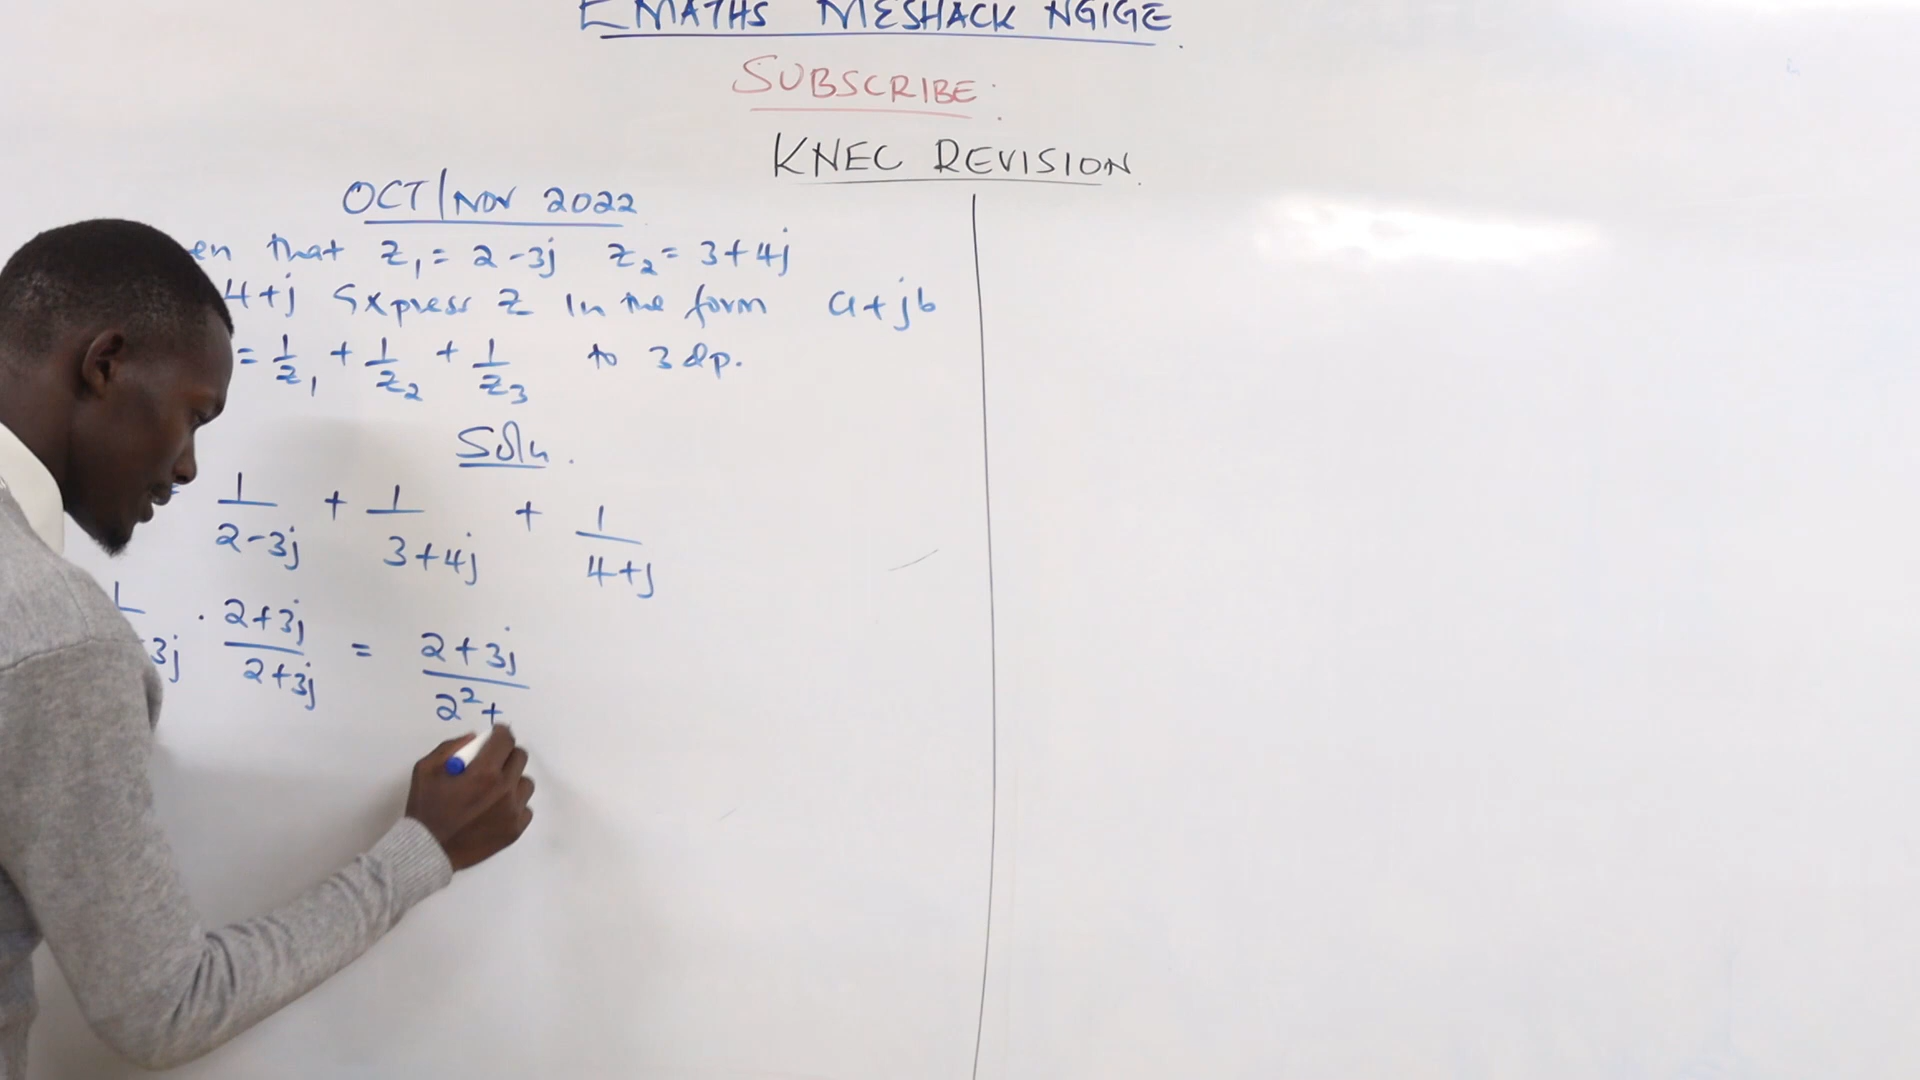 EMATHS MESHACK NGIGE
SUBSCRIBE:
KNEC REVISION
OCT/NOV 2022
en that z₁ = 2-3j z₂ = 3+4j
4+j Express z in the form a+jb
= 1/z₁ + 1/z₂ + 1/z₃ to 3dp.
Soln.
1/(2-3j) + 1/(3+4j) + 1/(4+j)
3j · (2+3j)/(2+3j) = (2+3j)/(2²+